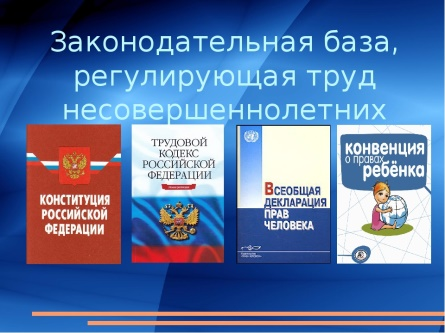 Законодательная база,
регулирующая труд
несовершеннолетних
КОНСТИТУЦИЯ
РОССИЙСКОЙ
ФЕДЕРАЦИИ
ТРУДОВОЙ
КОДЕКС
РОССИЙСКОЙ
ФЕДЕРАЦИИ
ВСЕОБЩАЯ
ДЕКЛАРАЦИЯ
ПРАВ
ЧЕЛОВЕКА
КОНВЕНЦИЯ
о правах
ребёнка